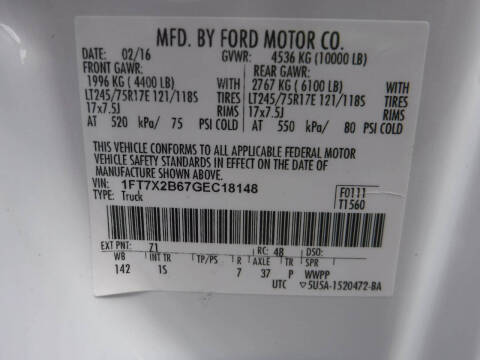 MFD. BY FORD MOTOR CO.
DATE: 02/16 GVWR: 4536 KG (10000 LB)
FRONT GAWR: REAR GAWR:
1996 KG ( 4400 LB) WITH 2767 KG ( 6100 LB) WITH
LT245/75R17E 121/118S TIRES LT245/75R17E 121/118S TIRES
17x7.5J RIMS 17x7.5J RIMS
AT 520 kPa/ 75 PSI COLD AT 550 kPa/ 80 PSI COLD
THIS VEHICLE CONFORMS TO ALL APPLICABLE FEDERAL MOTOR
VEHICLE SAFETY STANDARDS IN EFFECT ON THE DATE OF
MANUFACTURE SHOWN ABOVE.
VIN: 1FT7X2B67GEC18148 F0111
TYPE: Truck T1560
EXT PNT: 71 RC: 48 DSO:
WB INT TR TP/PS R AXLE TR SPR
142 1S 7 37 P WWPP
UTC ▽5USA-1520472-BA